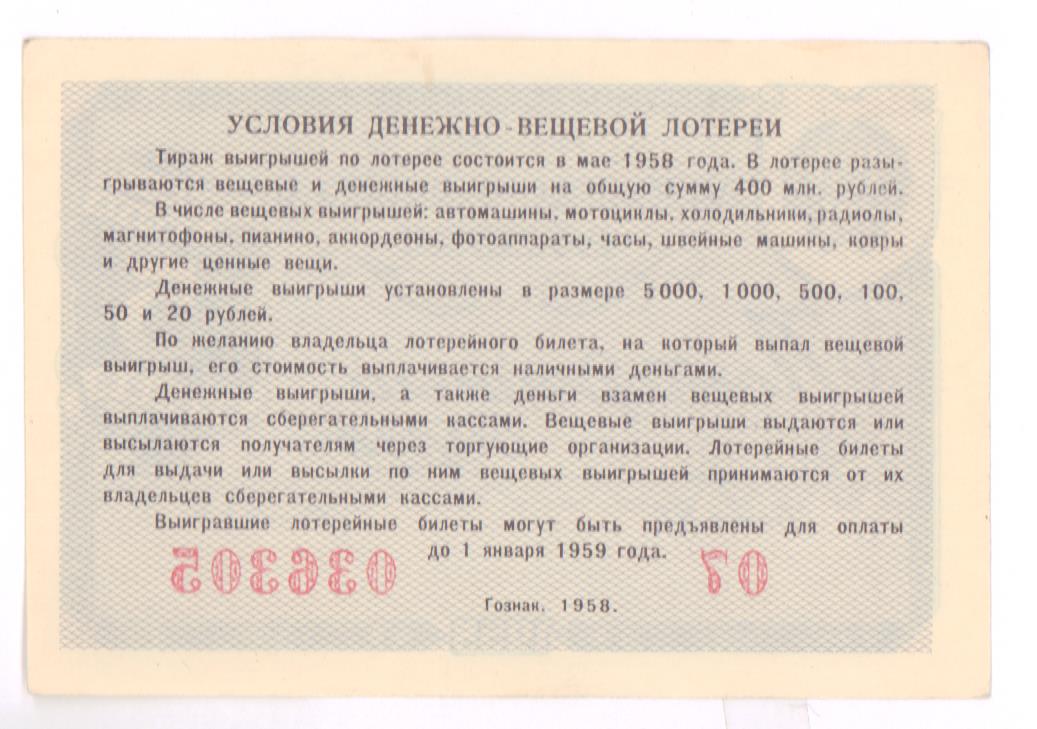 УСЛОВИЯ ДЕНЕЖНО-ВЕЩЕВОЙ ЛОТЕРЕИ
Тираж выигрышей по лотерее состоится в мае 1958 года. В лотерее разы-
грываются вещевые и денежные выигрыши на общую сумму 400 млн. рублей.
В числе вещевых выигрышей: автомашины, мотоциклы, холодильники, радиолы,
магнитофоны, пианино, аккордеоны, фотоаппараты, часы, швейные машины, ковры
и другие ценные вещи.
Денежные выигрыши установлены в размере 5 000, 1 000, 500, 100,
50 и 20 рублей.
По желанию владельца лотерейного билета, на который выпал вещевой
выигрыш, его стоимость выплачивается наличными деньгами.
Денежные выигрыши, а также деньги взамен вещевых выигрышей
выплачиваются сберегательными кассами. Вещевые выигрыши выдаются или
высылаются получателям через торгующие организации. Лотерейные билеты
для выдачи или высылки по ним вещевых выигрышей принимаются от их
владельцев сберегательными кассами.
Выигравшие лотерейные билеты могут быть предъявлены для оплаты
до 1 января 1959 года.
036305
07
Гознак. 1958.